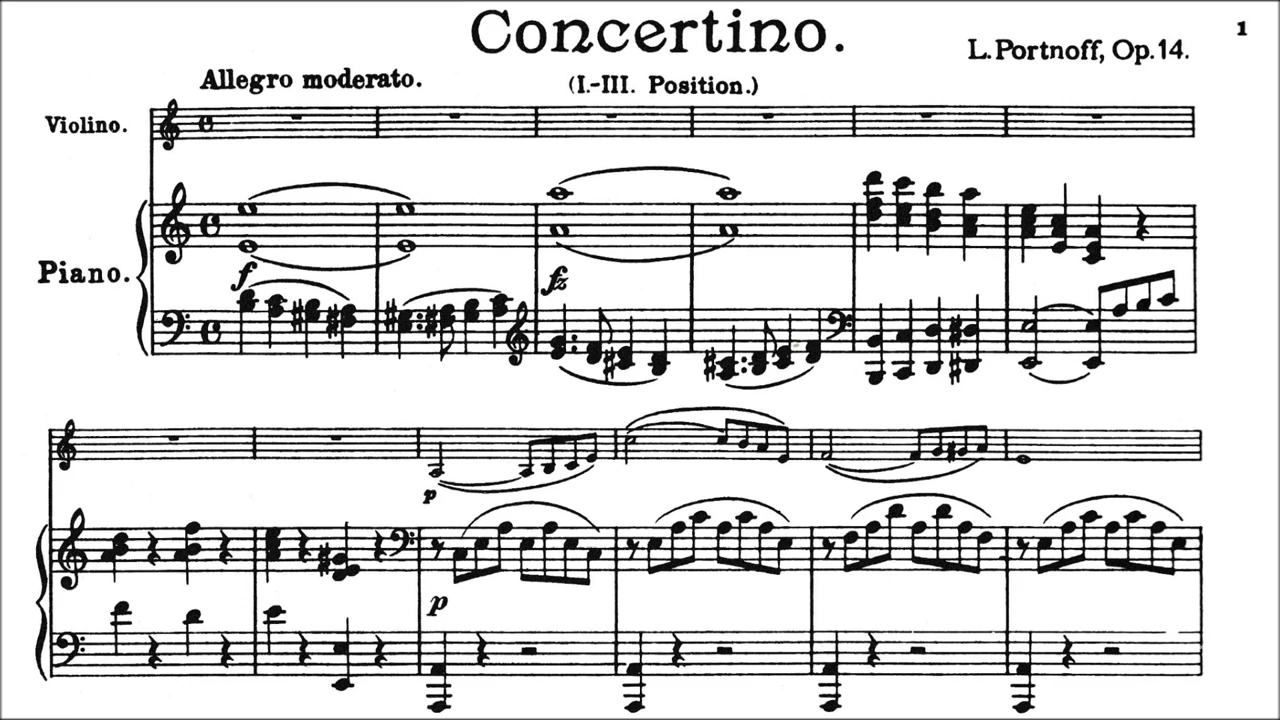 Concertino.
1
L. Portnoff, Op. 14.
Allegro moderato.
(I.-III. Position.)
Violino.
Piano.
f
fz
p
p